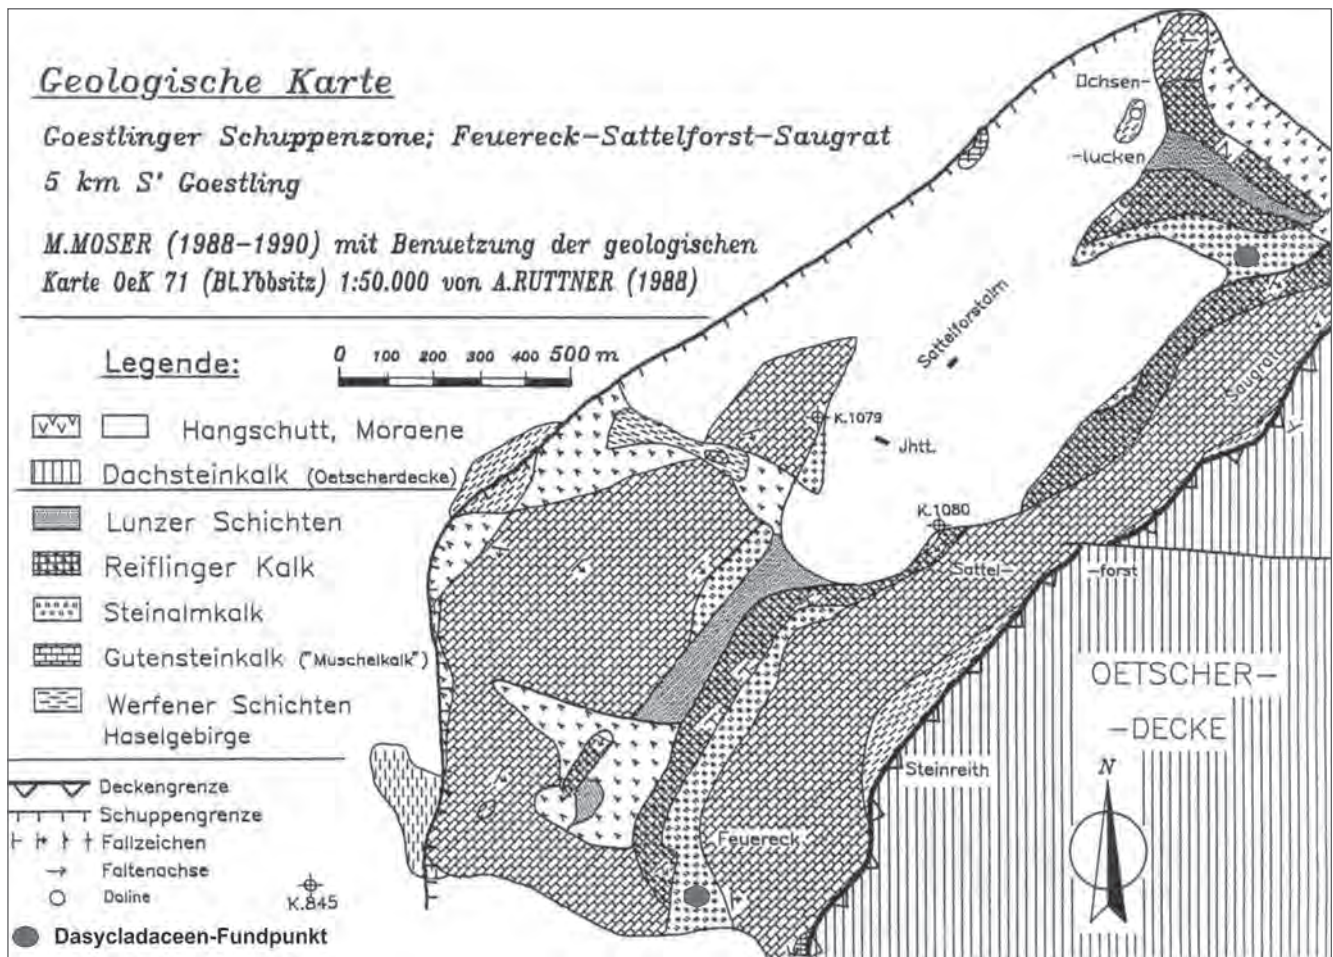 Geologische Karte
Goestlinger Schuppenzone; Feuereck-Sattelforst-Saugrat
5 km S' Goestling
M.MOSER (1988-1990) mit Benuetzung der geologischen
Karte OeK 71 (BLYbbsitz) 1:50.000 von A.RUTTNER (1988)
Legende:
0 100 200 300 400 500 m
Hangschutt, Moraene
Dachsteinkalk (Oetscherdecke)
Lunzer Schichten
Reiflinger Kalk
Steinalmkalk
Gutensteinkalk ("Muschelkalk")
Werfener Schichten
Haselgebirge
Deckengrenze
Schuppengrenze
Fallzeichen
Faltenachse
Doline
K.845
Dasycladaceen-Fundpunkt
Ochsen-
-lucken
Sattelforstalm
Saugrat
K.1079
Jhtt.
K.1080
Sattel-
-forst
OETSCHER-
-DECKE
Steinreith
Feuereck
N